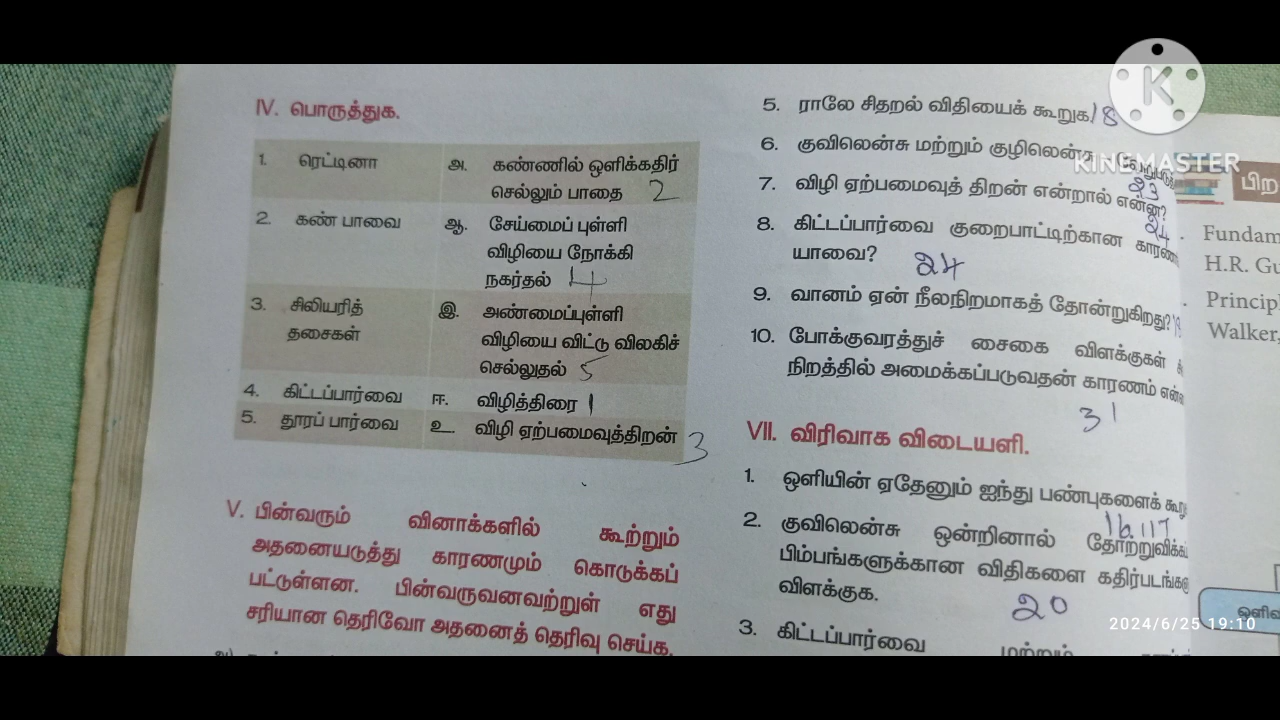 IV. பொருத்துக.
1. ரெட்டினா அ. கண்ணில் ஒளிக்கதிர்
செல்லும் பாதை 2
2. கண் பாவை ஆ. சேய்மைப் புள்ளி
விழியை நோக்கி
நகர்தல் 4
3. சிலியரித் இ. அண்மைப்புள்ளி
தசைகள் விழியை விட்டு விலகிச்
செல்லுதல் 5
4. கிட்டப்பார்வை ஈ. விழித்திரை 1
5. தூரப் பார்வை உ. விழி ஏற்பமைவுத்திறன் 3
V. பின்வரும் வினாக்களில் கூற்றும்
அதனையடுத்து காரணமும் கொடுக்கப்
பட்டுள்ளன. பின்வருவனவற்றுள் எது
சரியான தெரிவோ அதனைத் தெரிவு செய்க.
5. ராலே சிதறல் விதியைக் கூறுக 18
6. குவிலென்சு மற்றும்
7. விழி ஏற்பமைவுத் திறன் என்றால் என்ன?
23
8. கிட்டப்பார்வை குறைபாட்டிற்கான
24
யாவை? 24
9. வானம் ஏன் நீலநிறமாகத் தோன்றுகிறது?
10. போக்குவரத்துச் சைகை விளக்குகள்
நிறத்தில் அமைக்கப்படுவதன் காரணம்
31
VII. விரிவாக விடையளி.
1. ஒளியின் ஏதேனும் ஐந்து பண்புகளைக்
16, 17
2. குவிலென்சு ஒன்றினால்
பிம்பங்களுக்கான விதிகளை
விளக்குக. 20
3. கிட்டப்பார்வை மற்றும்
K
KINEMASTER
பிற
Fundam
H.R. Gu
Princip
Walker,
2024/6/25 19:10